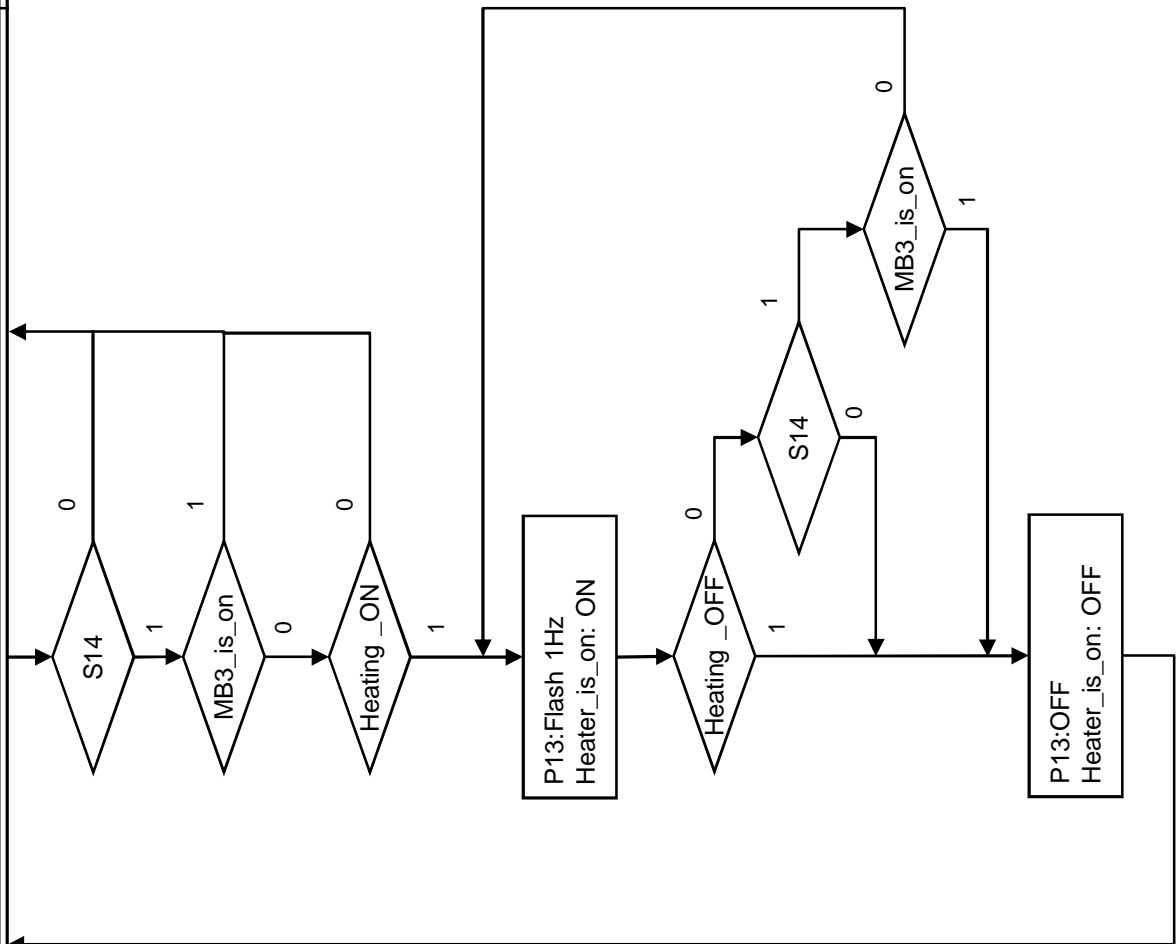 S14
0
1
MB3_is_on
1
0
Heating _ON
0
1
P13:Flash 1Hz
Heater_is_on: ON
Heating _OFF
0
1
S14
1
0
MB3_is_on
0
1
P13:OFF
Heater_is_on: OFF